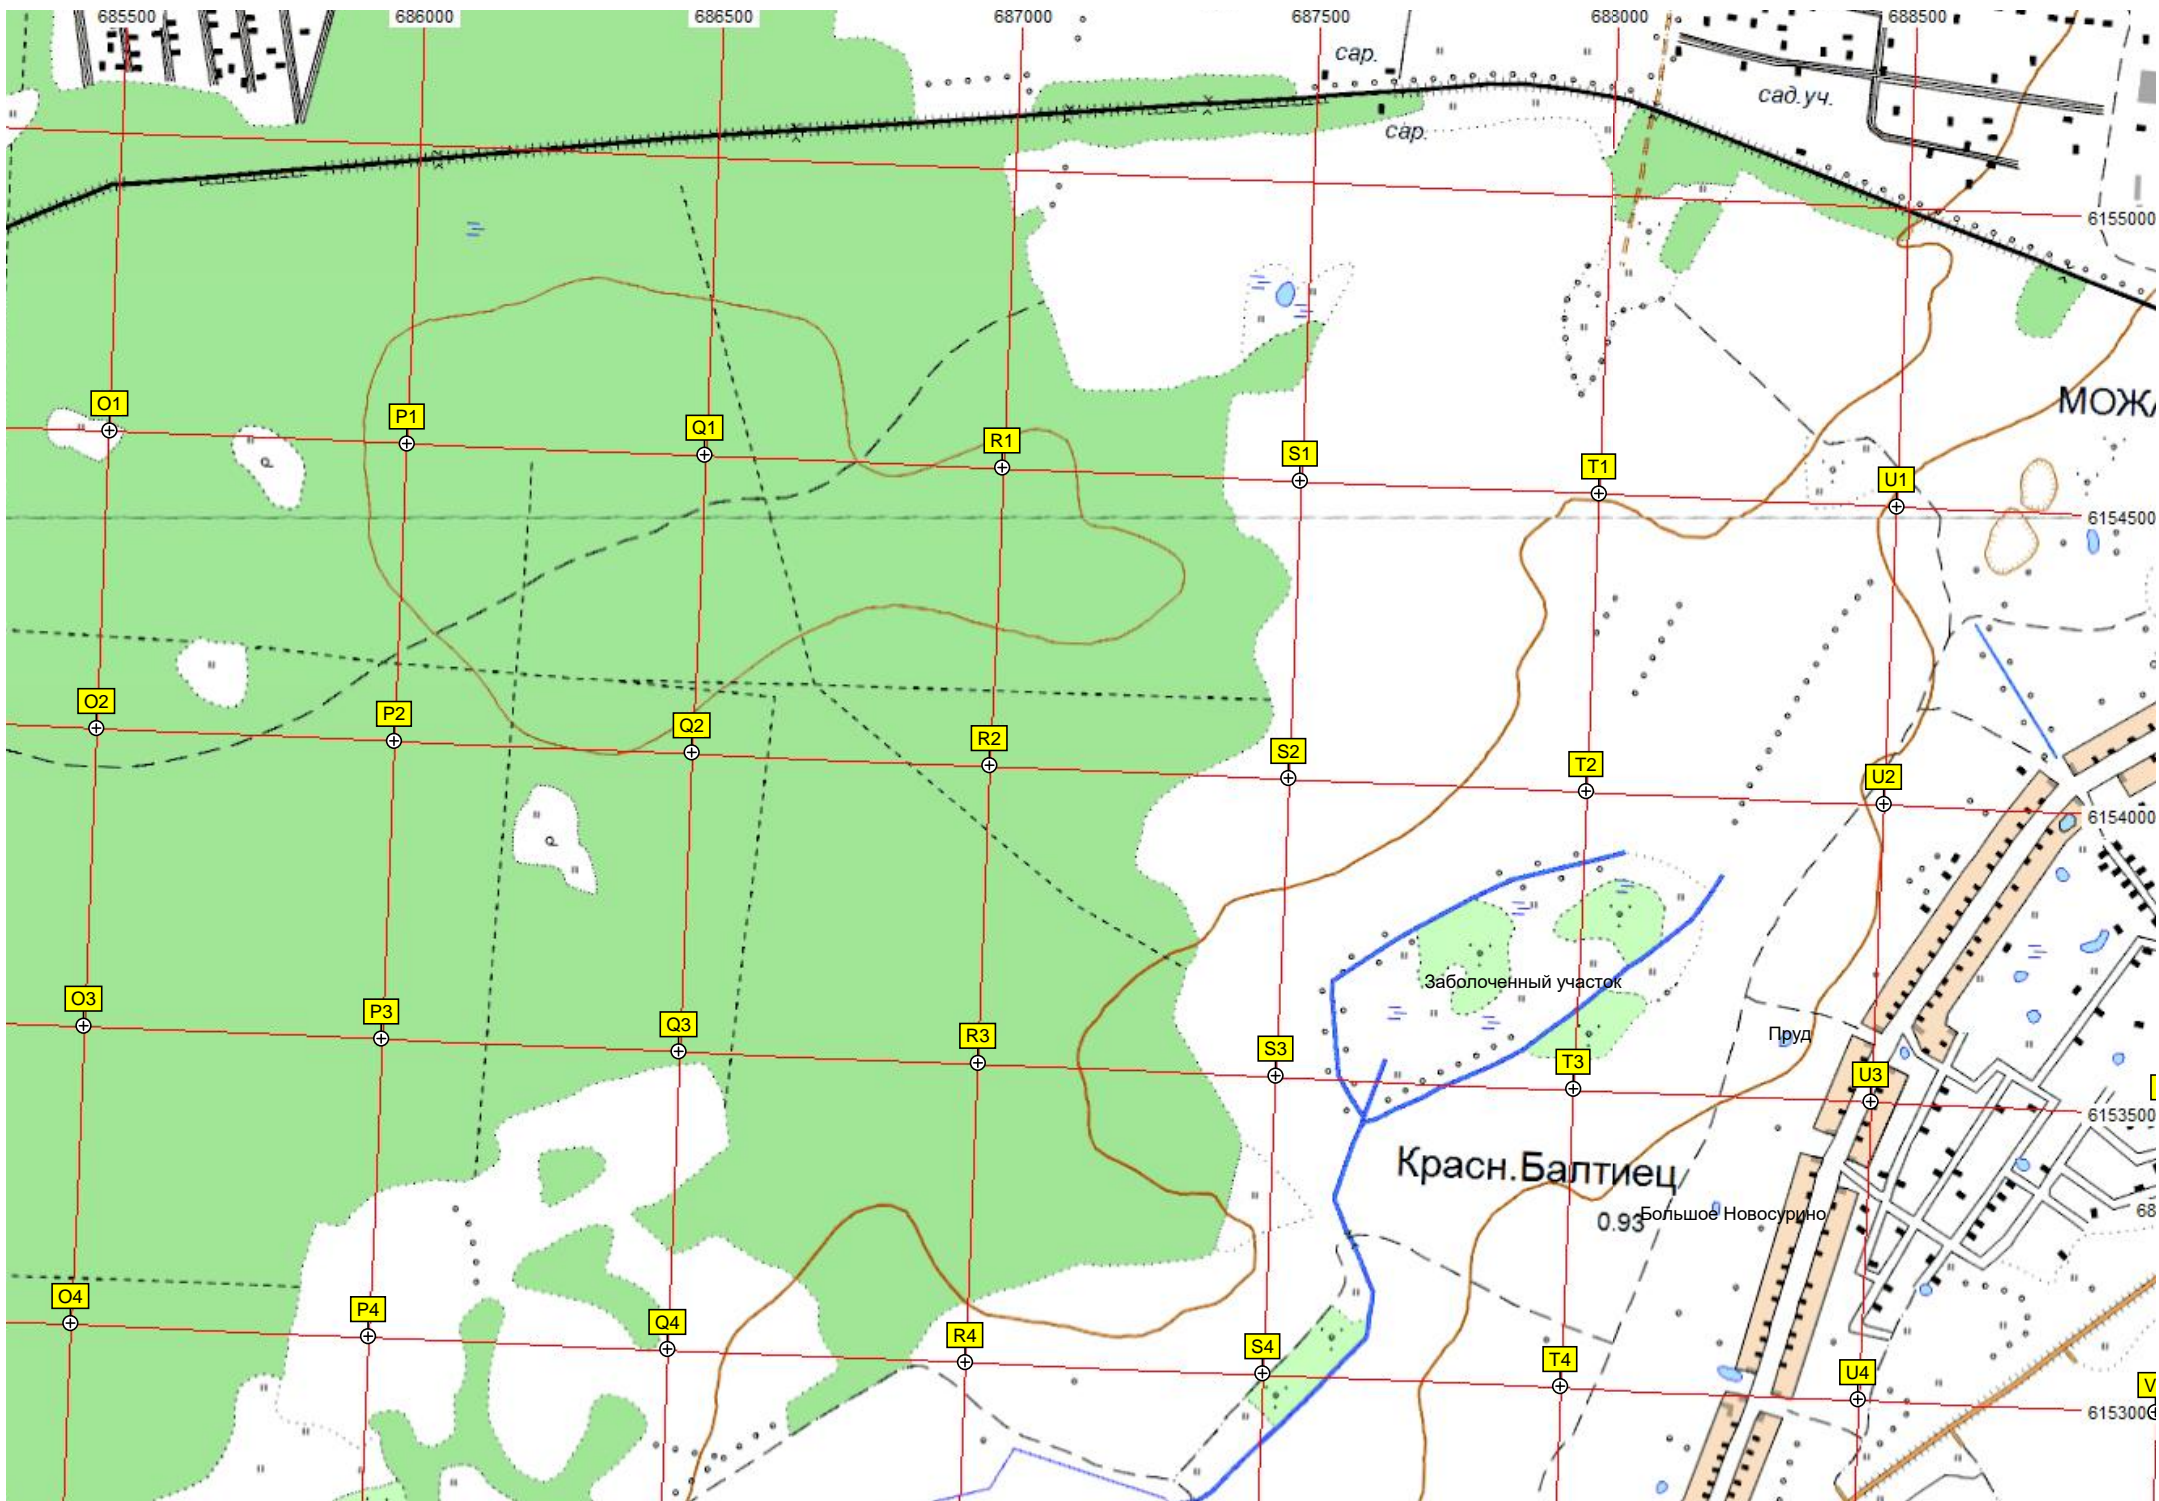 685500 686000 686500 687000 687500 688000 688500
сар.
сад.уч.
сар.
6155000
МОЖ
O1 P1 Q1 R1 S1 T1 U1
6154500
O2 P2 Q2 R2 S2 T2 U2
6154000
Заболоченный участок
O3 P3 Q3 R3 S3 T3 U3
Пруд
6153500
Красн.Балтиец
0.93
Большое Новосурино
68
O4 P4 Q4 R4 S4 T4 U4 V
615300